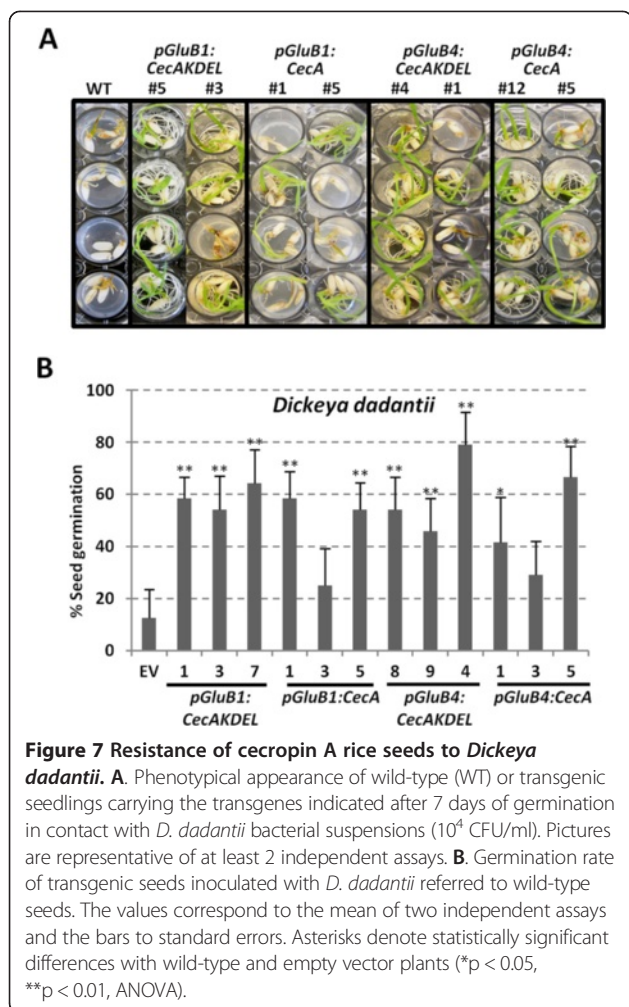 A
pGluB1: pGluB1: pGluB4: pGluB4:
CecAKDEL CecA CecAKDEL CecA
WT #5 #3 #1 #5 #4 #1 #12 #5
B
Dickeya dadantii
% Seed germination
100
80
60
40
20
0
** ** ** ** ** ** ** ** * **
EV 1 3 7 1 3 5 8 9 4 1 3 5
pGluB1: pGluB1:CecA pGluB4: pGluB4:CecA
CecAKDEL CecAKDEL
Figure 7 Resistance of cecropin A rice seeds to Dickeya
dadantii. A. Phenotypical appearance of wild-type (WT) or transgenic
seedlings carrying the transgenes indicated after 7 days of germination
in contact with D. dadantii bacterial suspensions (10⁴ CFU/ml). Pictures
are representative of at least 2 independent assays. B. Germination rate
of transgenic seeds inoculated with D. dadantii referred to wild-type
seeds. The values correspond to the mean of two independent assays
and the bars to standard errors. Asterisks denote statistically significant
differences with wild-type and empty vector plants (*p < 0.05,
**p < 0.01, ANOVA).